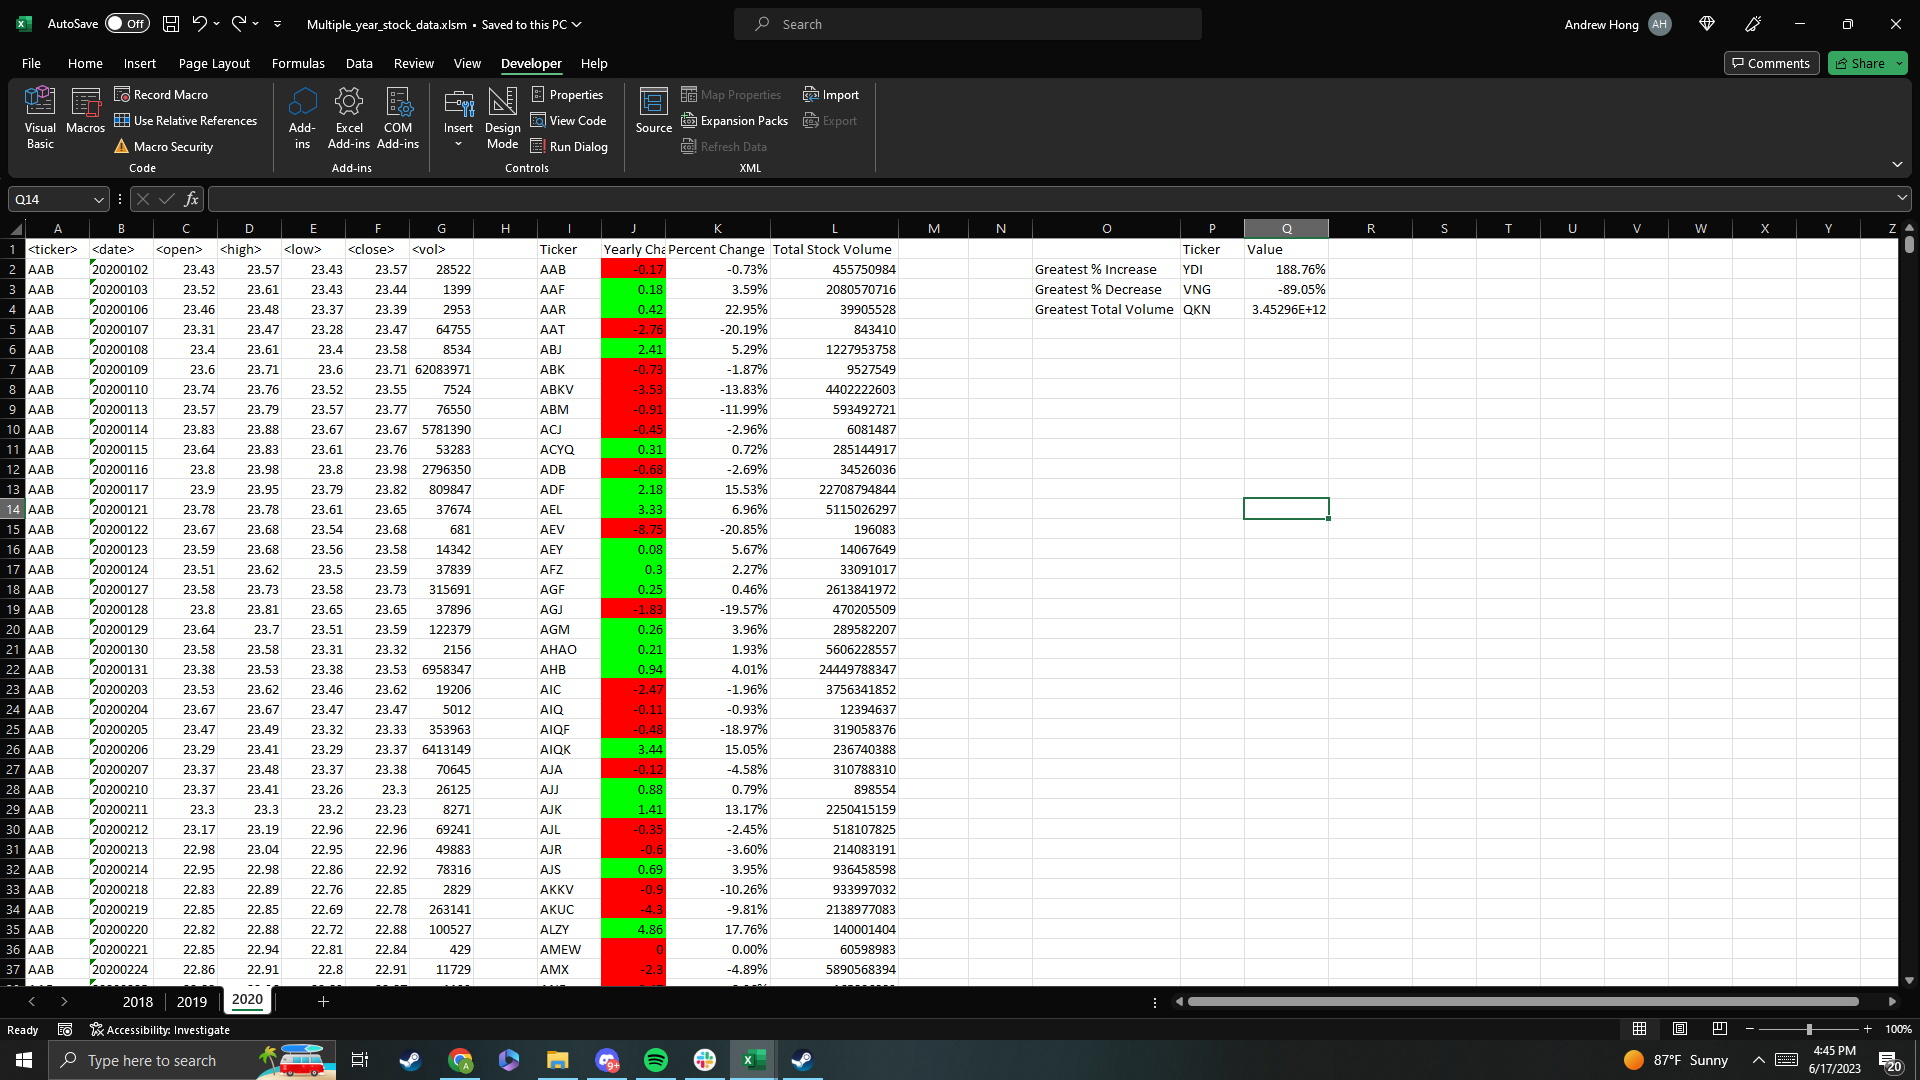 AutoSave Off Multiple_year_stock_data.xlsm • Saved to this PC Search Andrew Hong AH
File Home Insert Page Layout Formulas Data Review View Developer Help Comments Share
Visual Basic Macros Record Macro Use Relative References Macro Security Code
Add-ins Excel Add-ins COM Add-ins Add-ins
Insert Design Mode Properties View Code Run Dialog Controls
Source Map Properties Expansion Packs Refresh Data Import Export XML
Q14 fx
A B C D E F G H I J K L M N O P Q R S T U V W X Y Z
1 <ticker> <date> <open> <high> <low> <close> <vol> Ticker Yearly Cha Percent Change Total Stock Volume Ticker Value
2 AAB 20200102 23.43 23.57 23.43 23.57 28522 AAB -0.17 -0.73% 455750984 Greatest % Increase YDI 188.76%
3 AAB 20200103 23.52 23.61 23.43 23.44 1399 AAF 0.18 3.59% 2080570716 Greatest % Decrease VNG -89.05%
4 AAB 20200106 23.46 23.48 23.37 23.39 2953 AAR 0.42 22.95% 39905528 Greatest Total Volume QKN 3.45296E+12
5 AAB 20200107 23.31 23.47 23.28 23.47 64755 AAT -2.76 -20.19% 843410
6 AAB 20200108 23.4 23.61 23.4 23.58 8534 ABJ 2.41 5.29% 1227953758
7 AAB 20200109 23.6 23.71 23.6 23.71 62083971 ABK -0.73 -1.87% 9527549
8 AAB 20200110 23.74 23.76 23.52 23.55 7524 ABKV -3.53 -13.83% 4402222603
9 AAB 20200113 23.57 23.79 23.57 23.77 76550 ABM -0.91 -11.99% 593492721
10 AAB 20200114 23.83 23.88 23.67 23.67 5781390 ACJ -0.45 -2.96% 6081487
11 AAB 20200115 23.64 23.83 23.61 23.76 53283 ACYQ 0.31 0.72% 285144917
12 AAB 20200116 23.8 23.98 23.8 23.98 2796350 ADB -0.68 -2.69% 34526036
13 AAB 20200117 23.9 23.95 23.79 23.82 809847 ADF 2.18 15.53% 22708794844
14 AAB 20200121 23.78 23.78 23.61 23.65 37674 AEL 3.33 6.96% 5115026297
15 AAB 20200122 23.67 23.68 23.54 23.68 681 AEV -8.75 -20.85% 196083
16 AAB 20200123 23.59 23.68 23.56 23.58 14342 AEY 0.08 5.67% 14067649
17 AAB 20200124 23.51 23.62 23.5 23.59 37839 AFZ 0.3 2.27% 33091017
18 AAB 20200127 23.58 23.73 23.58 23.73 315691 AGF 0.25 0.46% 2613841972
19 AAB 20200128 23.8 23.81 23.65 23.65 37896 AGJ -1.83 -19.57% 470205509
20 AAB 20200129 23.64 23.7 23.51 23.59 122379 AGM 0.26 3.96% 289582207
21 AAB 20200130 23.58 23.58 23.31 23.32 2156 AHAO 0.21 1.93% 5606228557
22 AAB 20200131 23.38 23.53 23.38 23.53 6958347 AHB 0.94 4.01% 24449788347
23 AAB 20200203 23.53 23.62 23.46 23.62 19206 AIC -2.47 -1.96% 3756341852
24 AAB 20200204 23.67 23.67 23.47 23.47 5012 AIQ -0.11 -0.93% 12394637
25 AAB 20200205 23.47 23.49 23.32 23.33 353963 AIQF -0.48 -18.97% 319058376
26 AAB 20200206 23.29 23.41 23.29 23.37 6413149 AIQK 3.44 15.05% 236740388
27 AAB 20200207 23.37 23.48 23.37 23.38 70645 AJA -0.12 -4.58% 310788310
28 AAB 20200210 23.37 23.41 23.26 23.3 26125 AJJ 0.88 0.79% 898554
29 AAB 20200211 23.3 23.3 23.2 23.23 8271 AJK 1.41 13.17% 2250415159
30 AAB 20200212 23.17 23.19 22.96 22.96 69241 AJL -0.35 -2.45% 518107825
31 AAB 20200213 22.98 23.04 22.95 22.96 49883 AJR -0.6 -3.60% 214083191
32 AAB 20200214 22.95 22.98 22.86 22.92 78316 AJS 0.69 3.95% 936458598
33 AAB 20200218 22.83 22.89 22.76 22.85 2829 AKKV -0.9 -10.26% 933997032
34 AAB 20200219 22.85 22.85 22.69 22.78 263141 AKUC -4.3 -9.81% 2138977083
35 AAB 20200220 22.82 22.88 22.72 22.88 100527 ALZY 4.86 17.76% 140001404
36 AAB 20200221 22.85 22.94 22.81 22.84 429 AMEW 0 0.00% 60598983
37 AAB 20200224 22.86 22.91 22.8 22.91 11729 AMX -2.3 -4.89% 5890568394
2018 2019 2020
Ready Accessibility: Investigate 100%
Type here to search 9+ 87°F Sunny 4:45 PM
6/17/2023 20